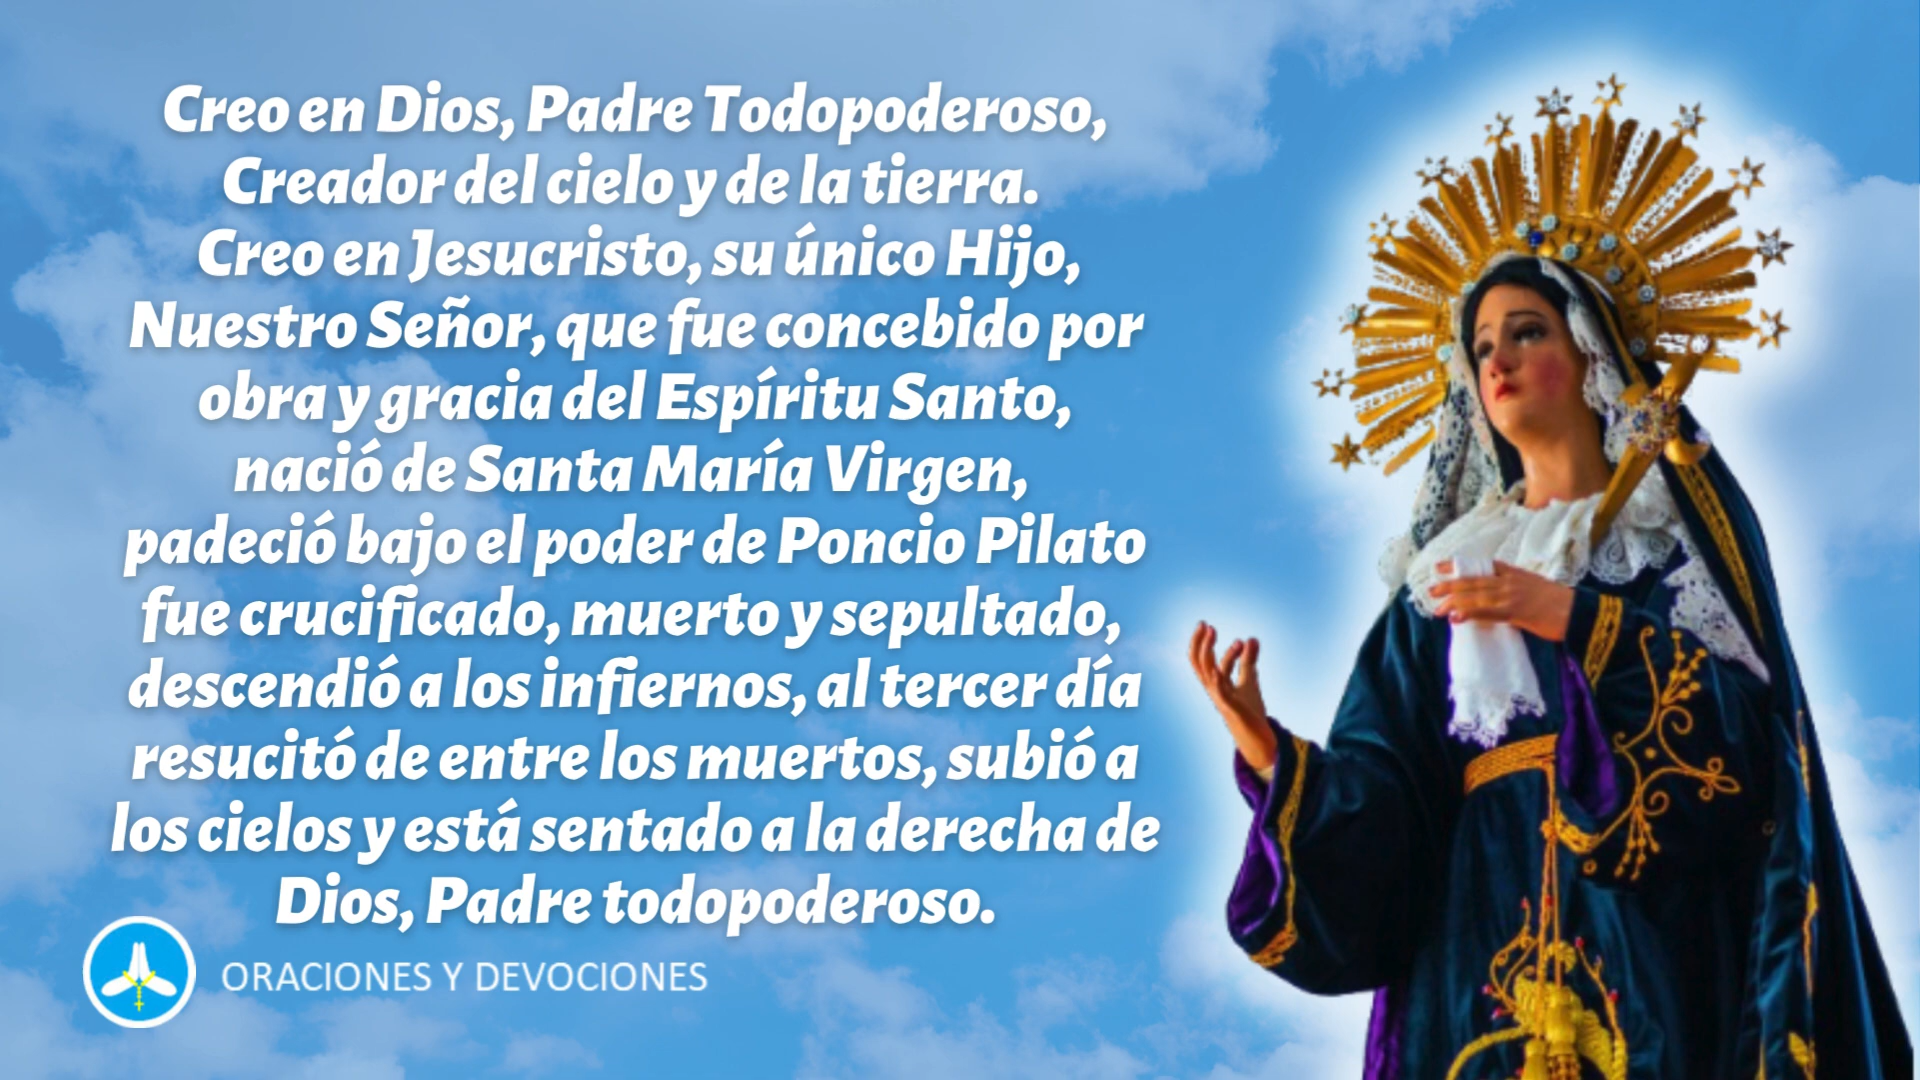 Creo en Dios, Padre Todopoderoso,
Creador del cielo y de la tierra.
Creo en Jesucristo, su único Hijo,
Nuestro Señor, que fue concebido por
obra y gracia del Espíritu Santo,
nació de Santa María Virgen,
padeció bajo el poder de Poncio Pilato
fue crucificado, muerto y sepultado,
descendió a los infiernos, al tercer día
resucitó de entre los muertos, subió a
los cielos y está sentado a la derecha de
Dios, Padre todopoderoso.
ORACIONES Y DEVOCIONES